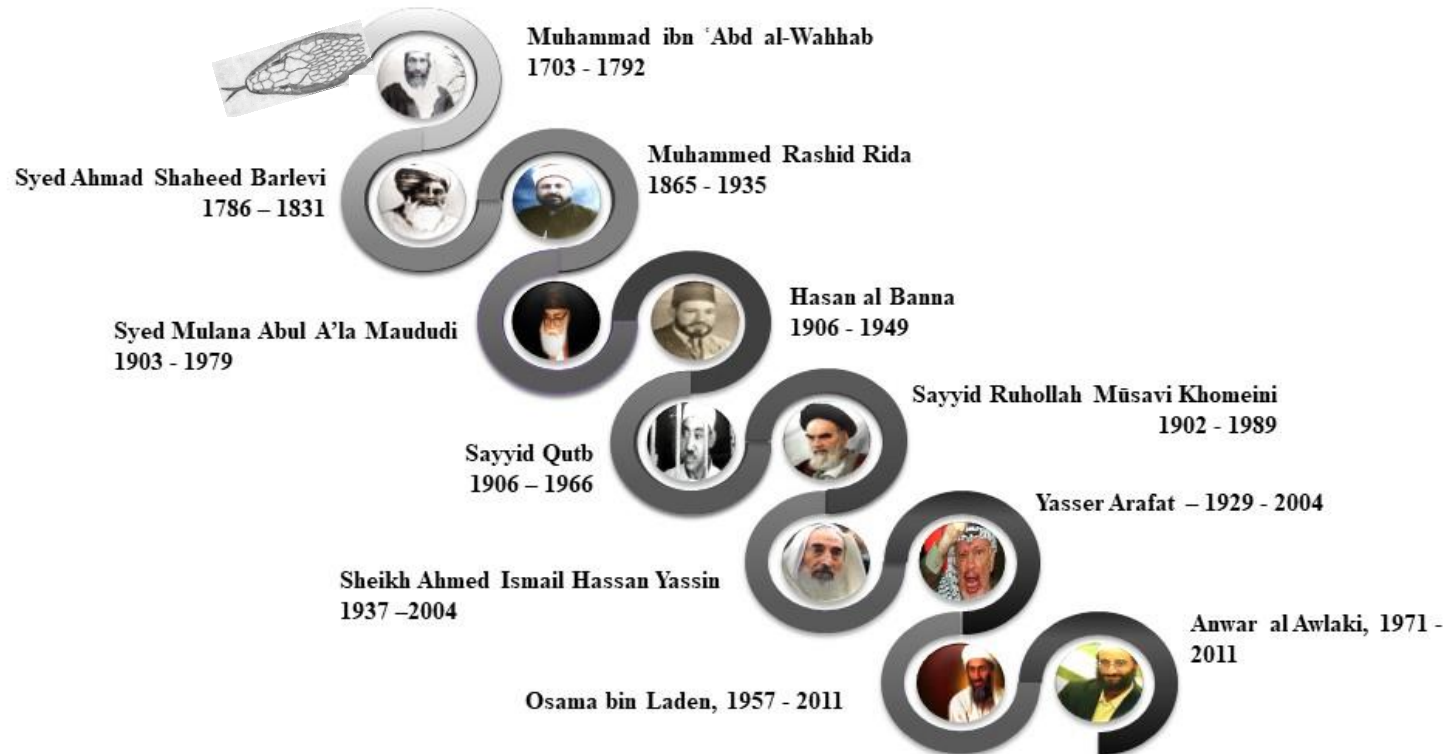 Muhammad ibn ʿAbd al-Wahhab
1703 - 1792
Muhammed Rashid Rida
1865 - 1935
Syed Ahmad Shaheed Barlevi
1786 – 1831
Hasan al Banna
1906 - 1949
Syed Mulana Abul A’la Maududi
1903 - 1979
Sayyid Ruhollah Mūsavi Khomeini
1902 - 1989
Sayyid Qutb
1906 – 1966
Yasser Arafat – 1929 - 2004
Sheikh Ahmed Ismail Hassan Yassin
1937 –2004
Anwar al Awlaki, 1971 -
2011
Osama bin Laden, 1957 - 2011